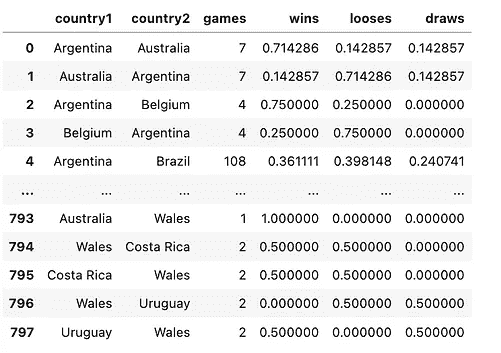 country1 country2 games wins looses draws
0 Argentina Australia 7 0.714286 0.142857 0.142857
1 Australia Argentina 7 0.142857 0.714286 0.142857
2 Argentina Belgium 4 0.750000 0.250000 0.000000
3 Belgium Argentina 4 0.250000 0.750000 0.000000
4 Argentina Brazil 108 0.361111 0.398148 0.240741
... ... ... ... ... ... ...
793 Australia Wales 1 1.000000 0.000000 0.000000
794 Wales Costa Rica 2 0.500000 0.500000 0.000000
795 Costa Rica Wales 2 0.500000 0.500000 0.000000
796 Wales Uruguay 2 0.000000 0.500000 0.500000
797 Uruguay Wales 2 0.500000 0.000000 0.500000